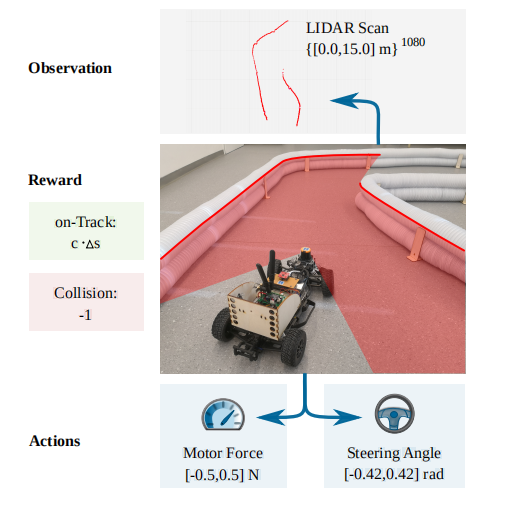 LIDAR Scan
{[0.0,15.0] m} 1080
Observation
Reward
on-Track:
c ·Δs
Collision:
-1
Actions
Motor Force
[-0.5,0.5] N
Steering Angle
[-0.42,0.42] rad